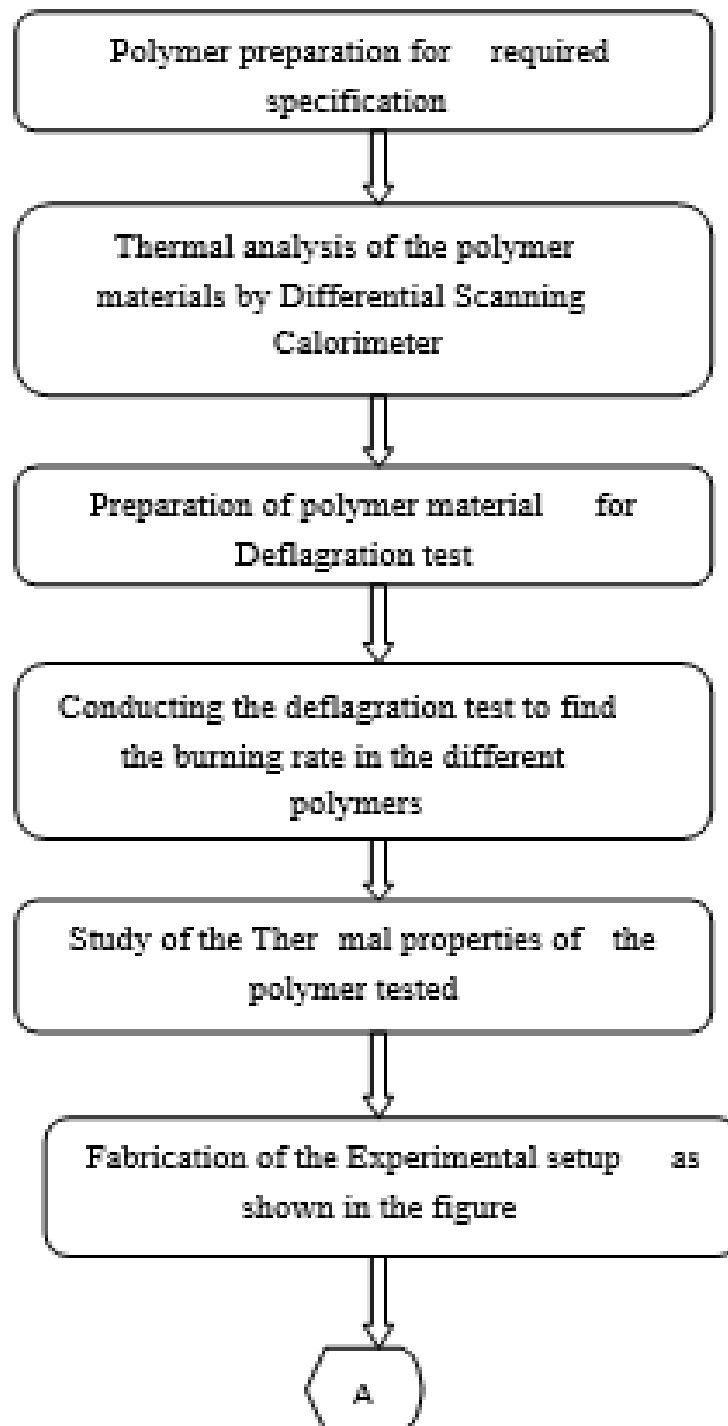 Polymer preparation for required
specification
Thermal analysis of the polymer
materials by Differential Scanning
Calorimeter
Preparation of polymer material for
Deflagration test
Conducting the deflagration test to find
the burning rate in the different
polymers
Study of the Ther mal properties of the
polymer tested
Fabrication of the Experimental setup as
shown in the figure
A